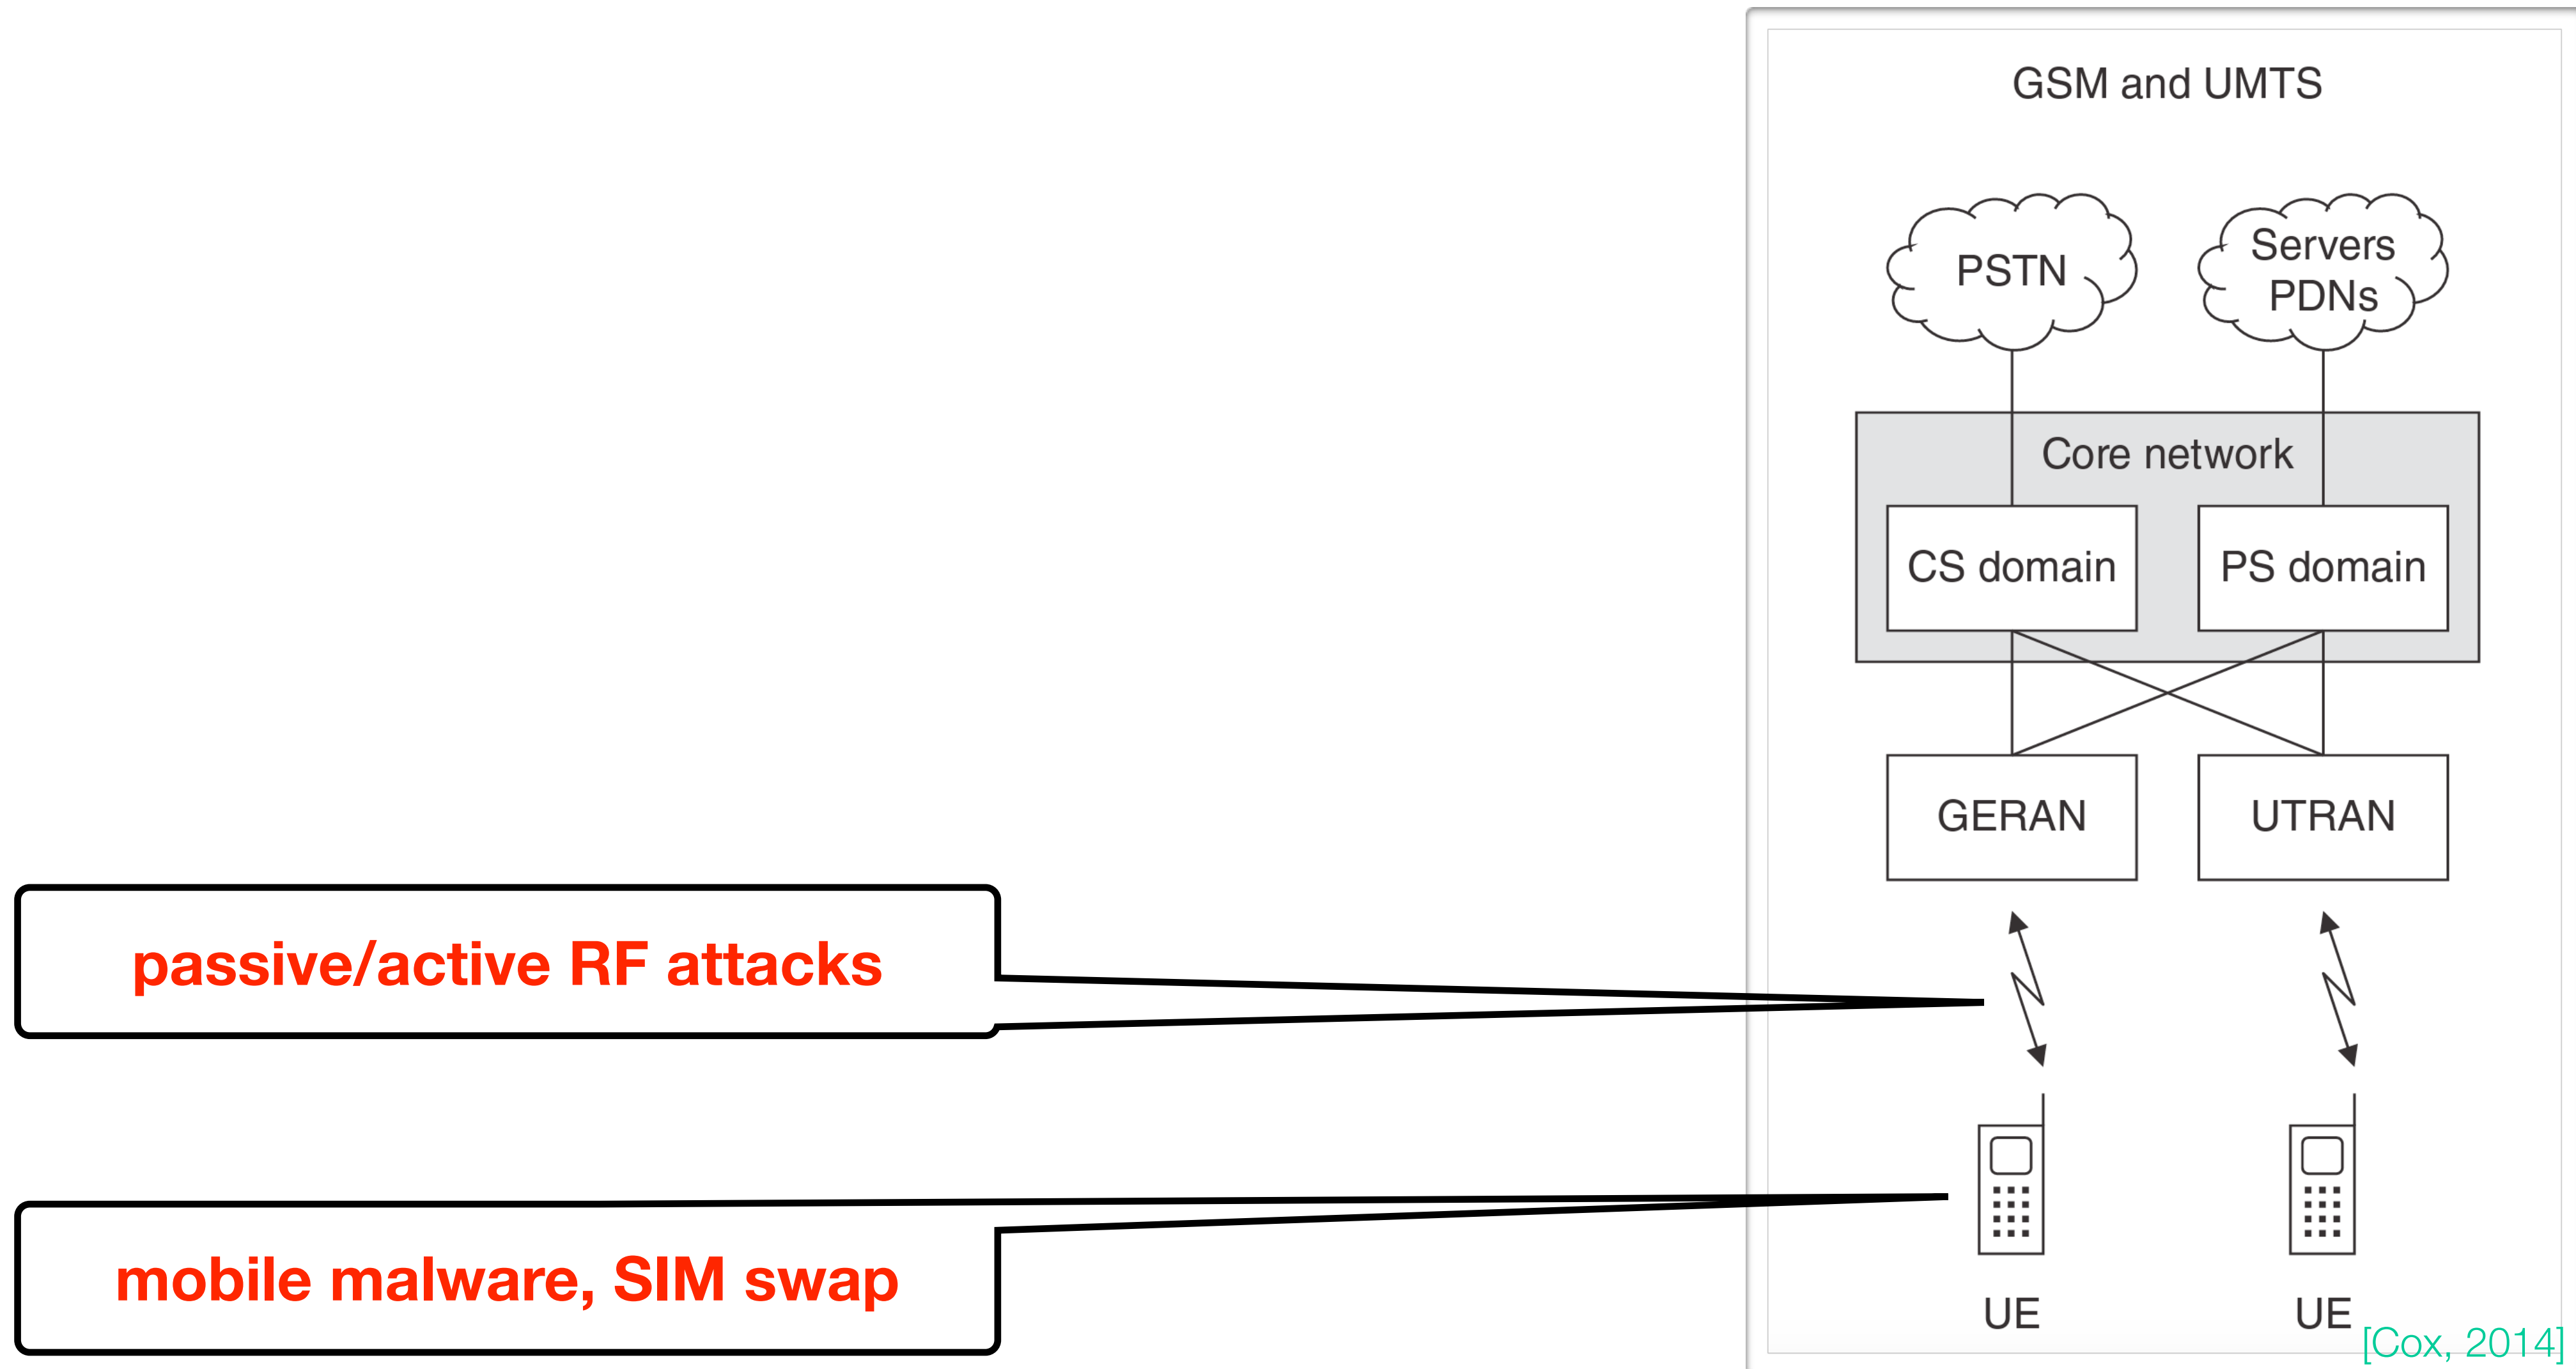 GSM and UMTS
PSTN
Servers
PDNs
Core network
CS domain
PS domain
GERAN
UTRAN
passive/active RF attacks
mobile malware, SIM swap
UE
UE
[Cox, 2014]